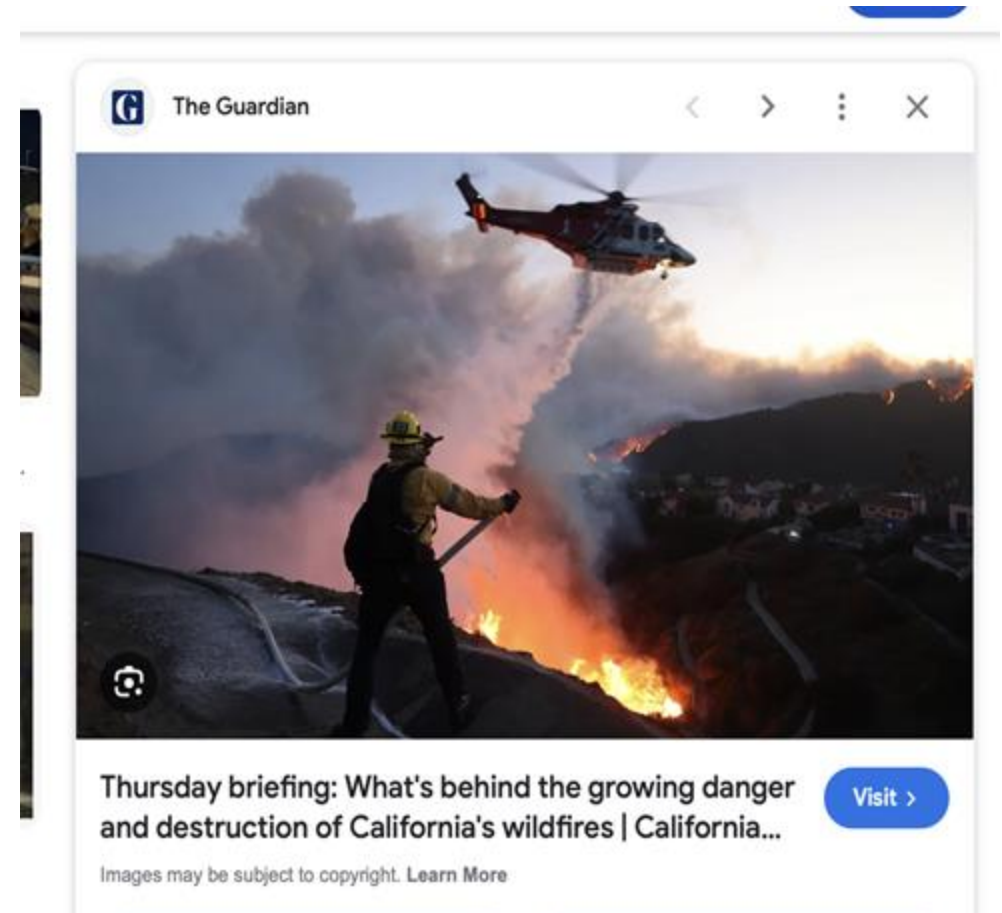 G
The Guardian
Thursday briefing: What's behind the growing danger
and destruction of California's wildfires | California...
Visit >
Images may be subject to copyright. Learn More